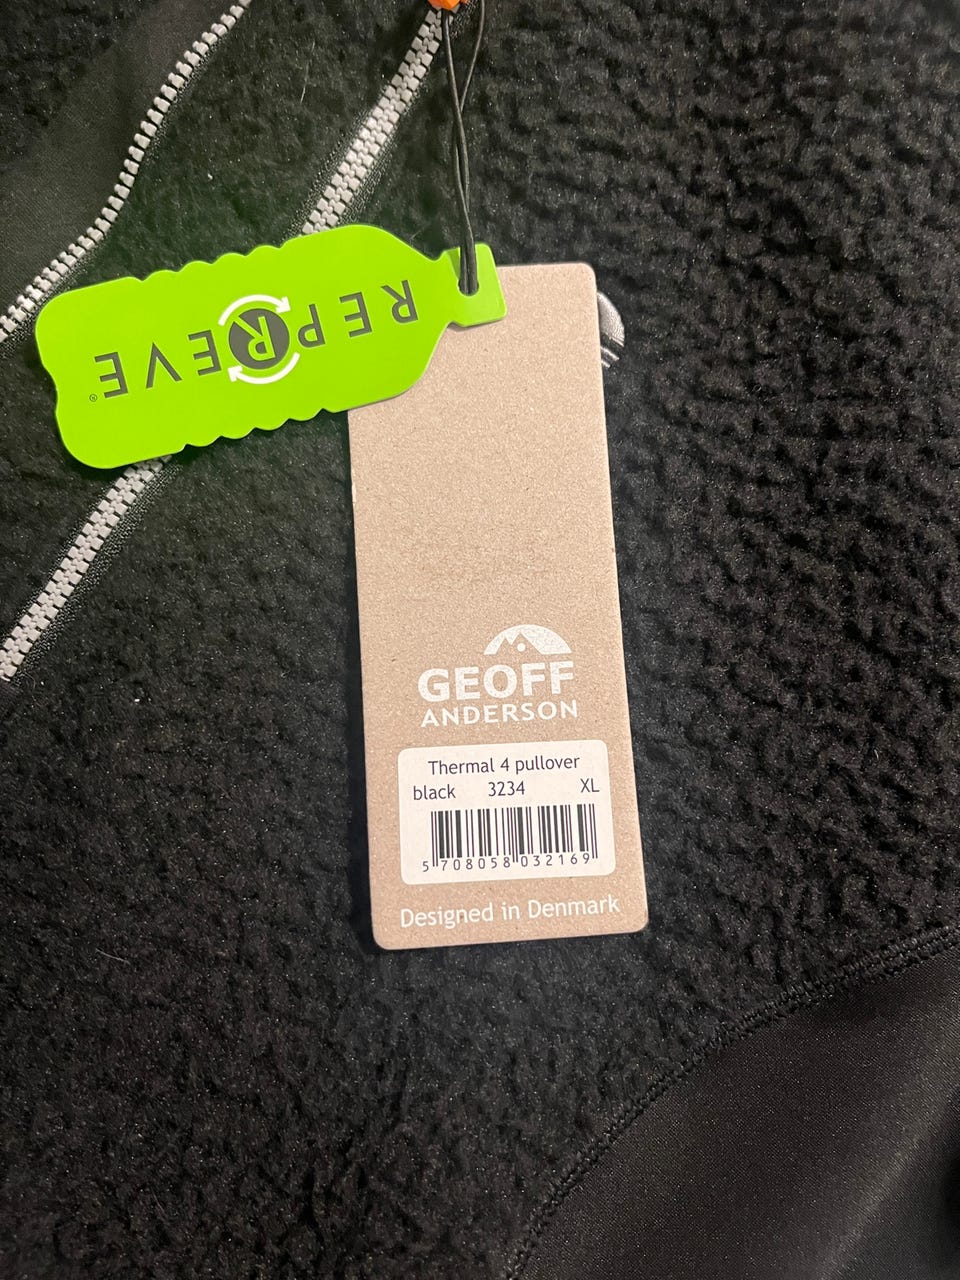 REPREVE®
GEOFF
ANDERSON
Thermal 4 pullover
black 3234 XL
5 708058 032169
Designed in Denmark